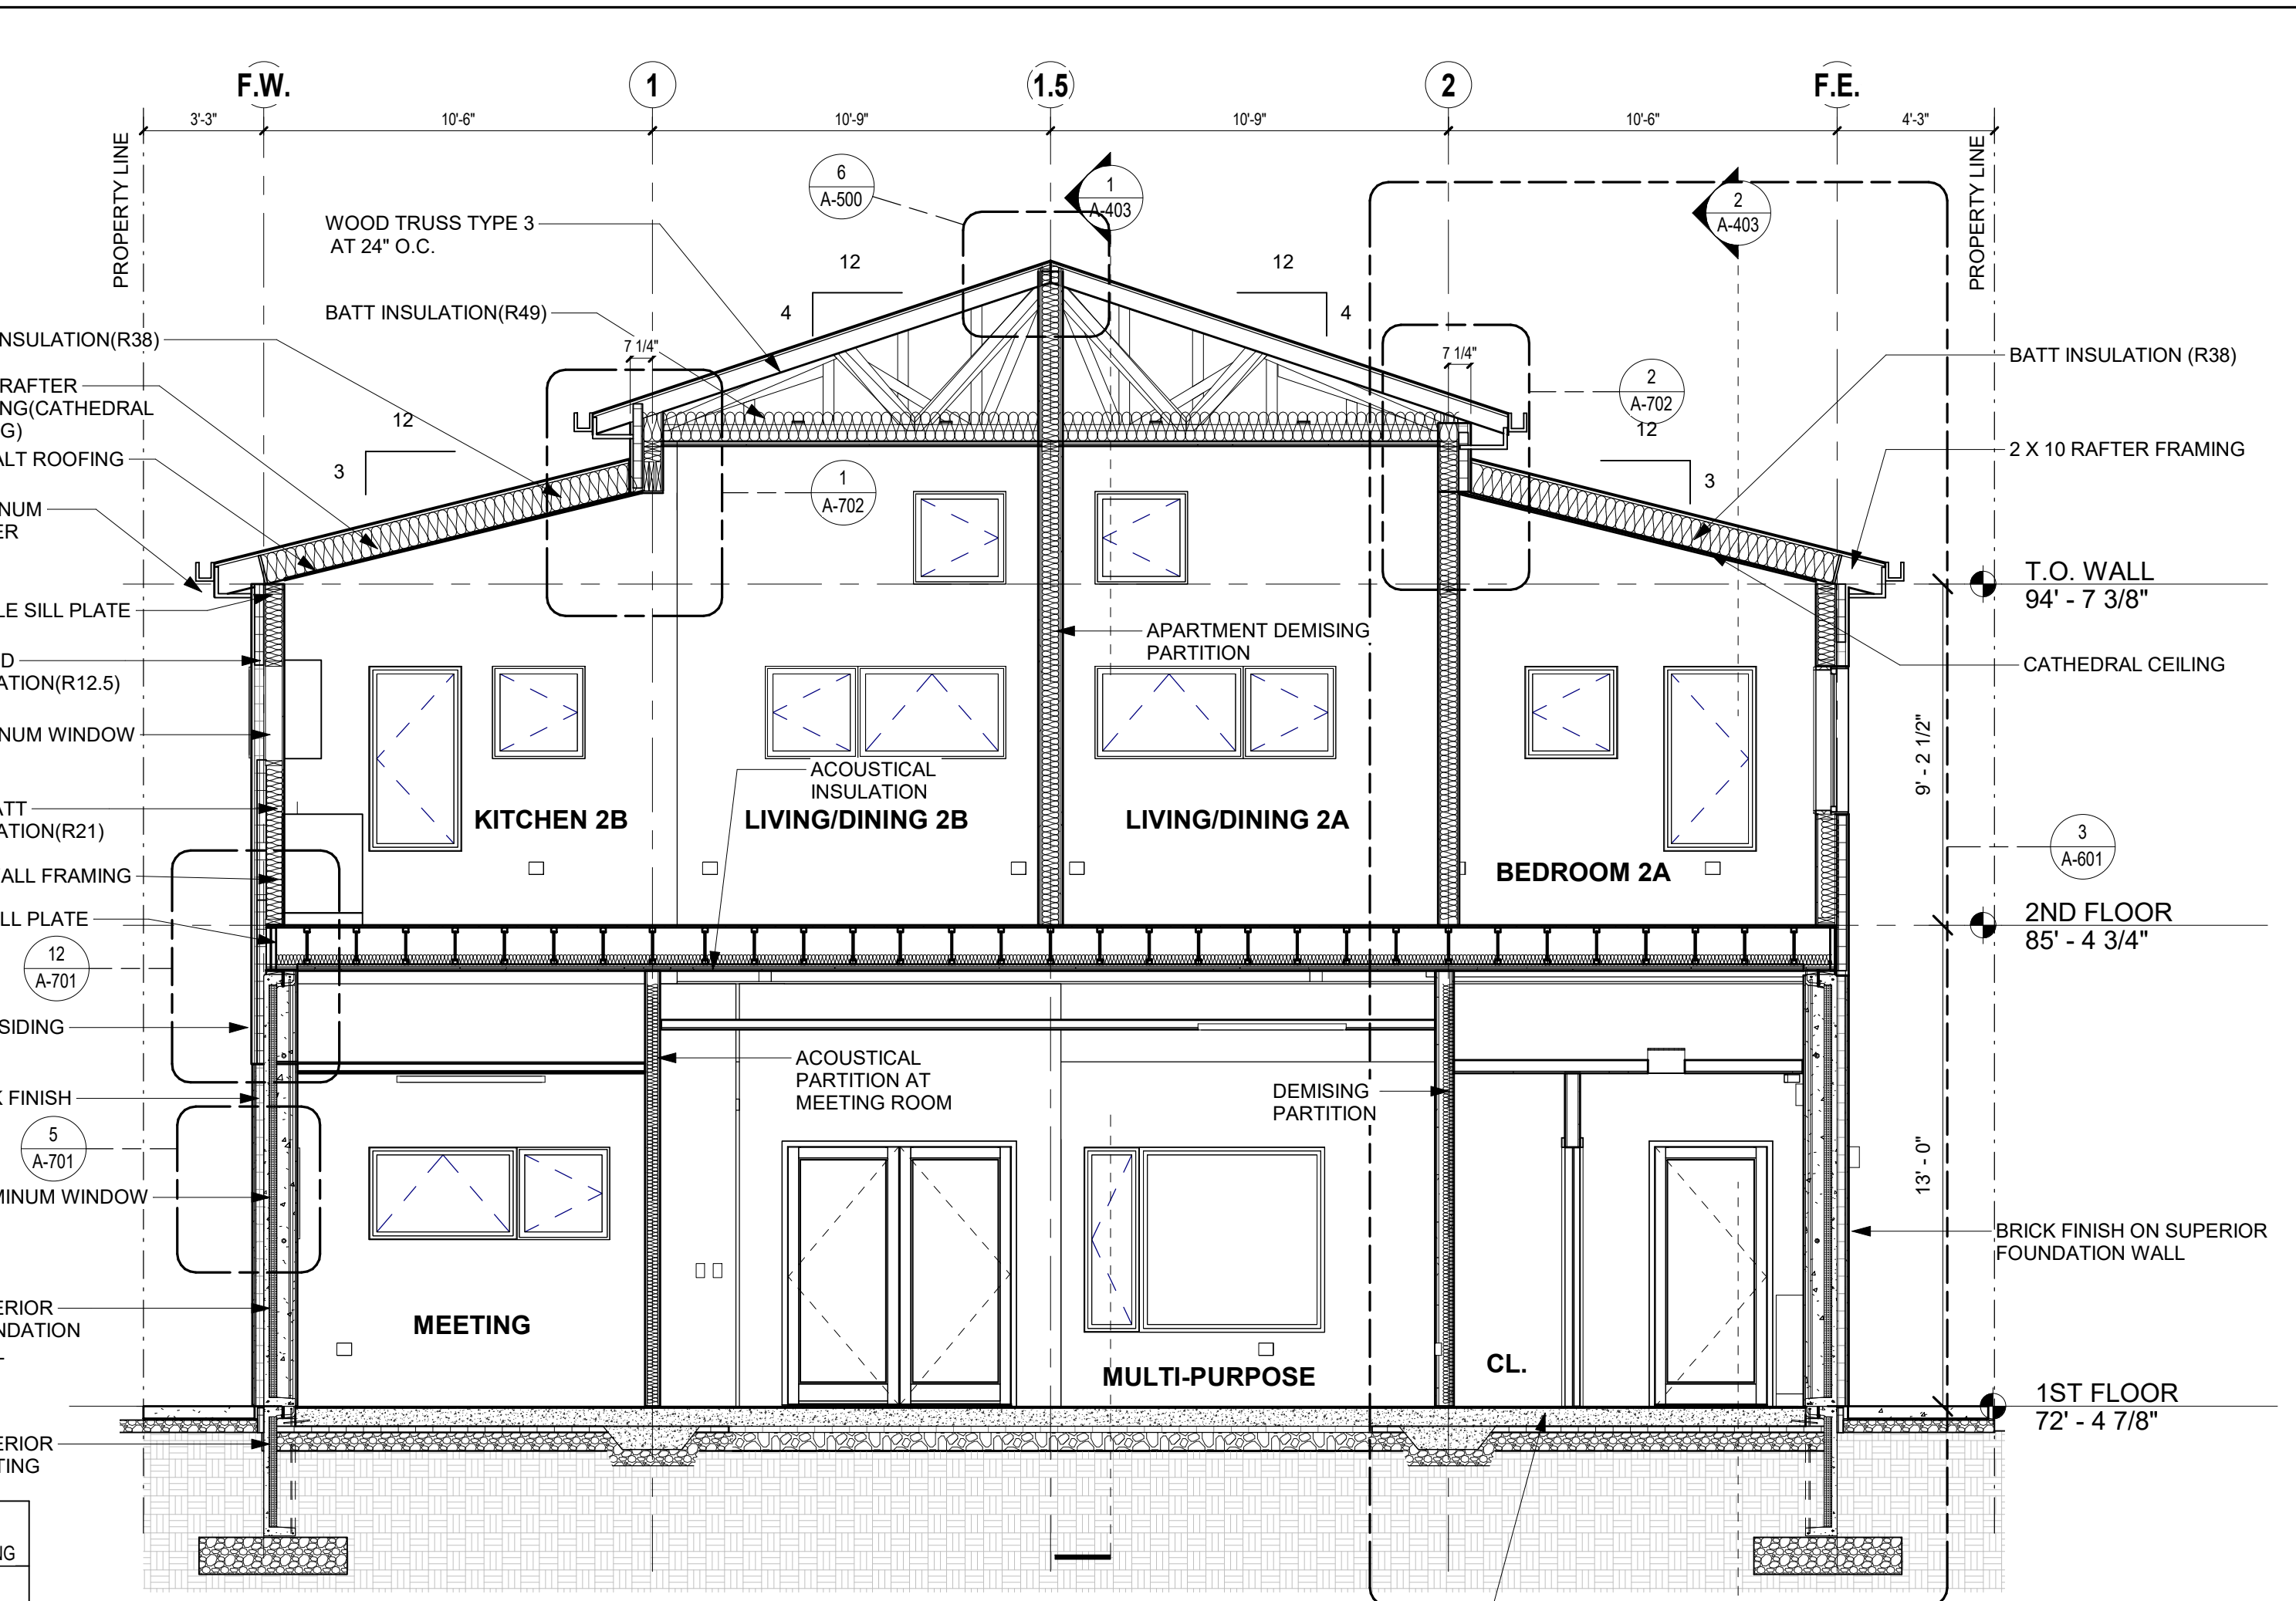 F.W.
1
1.5
2
F.E.
3'-3"
10'-6"
10'-9"
10'-9"
10'-6"
4'-3"
PROPERTY LINE
PROPERTY LINE
6
A-500
1
A-403
2
A-403
WOOD TRUSS TYPE 3
AT 24" O.C.
12
4
12
4
BATT INSULATION(R49)
7 1/4"
7 1/4"
NSULATION(R38)
RAFTER
NG(CATHEDRAL
G)
ALT ROOFING
NUM
ER
12
3
1
A-702
2
A-702
12
3
BATT INSULATION (R38)
2 X 10 RAFTER FRAMING
T.O. WALL
94' - 7 3/8"
CATHEDRAL CEILING
LE SILL PLATE
D
ATION(R12.5)
NUM WINDOW
ATT
ATION(R21)
ALL FRAMING
LL PLATE
12
A-701
APARTMENT DEMISING
PARTITION
ACOUSTICAL
INSULATION
KITCHEN 2B
LIVING/DINING 2B
LIVING/DINING 2A
BEDROOM 2A
9' - 2 1/2"
3
A-601
2ND FLOOR
85' - 4 3/4"
SIDING
K FINISH
5
A-701
MINUM WINDOW
ACOUSTICAL
PARTITION AT
MEETING ROOM
DEMISING
PARTITION
13' - 0"
BRICK FINISH ON SUPERIOR
FOUNDATION WALL
ERIOR
NDATION
MEETING
MULTI-PURPOSE
CL.
1ST FLOOR
72' - 4 7/8"
ERIOR
TING
NG